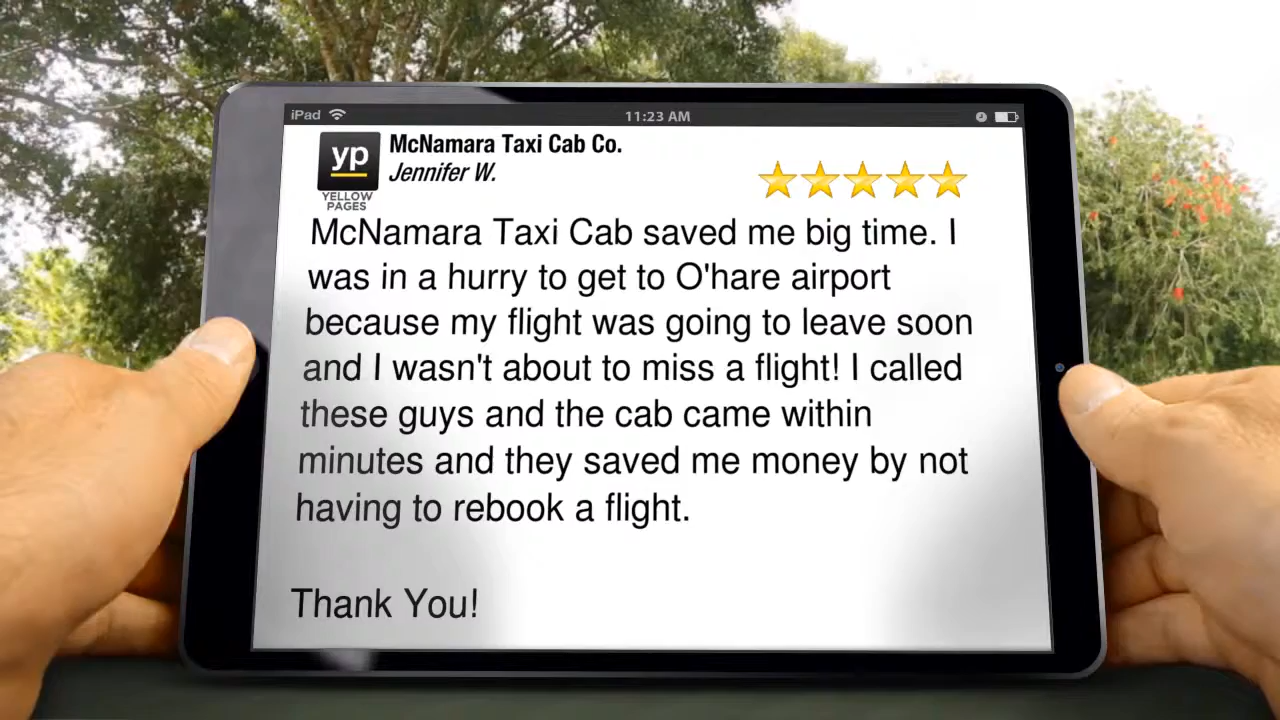 iPad
11:23 AM
yp
YELLOW
PAGES
McNamara Taxi Cab Co.
Jennifer W.
McNamara Taxi Cab saved me big time. I
was in a hurry to get to O'hare airport
because my flight was going to leave soon
and I wasn't about to miss a flight! I called
these guys and the cab came within
minutes and they saved me money by not
having to rebook a flight.
Thank You!